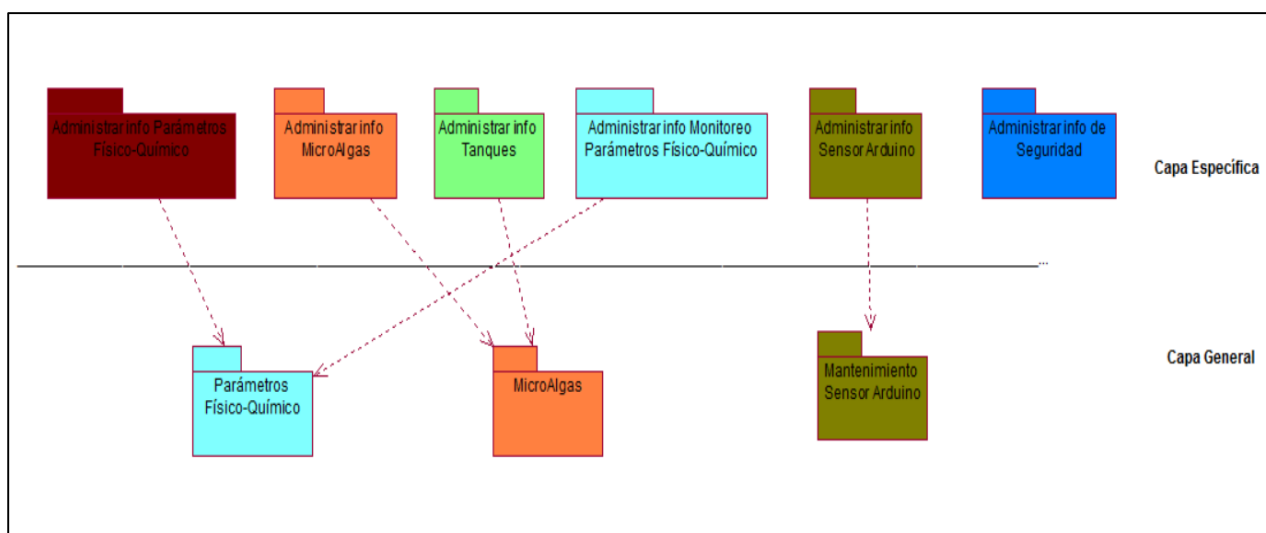 Administrar info Parámetros
Físico-Químico
Administrar info
MicroAlgas
Administrar info
Tanques
Administrar info Monitoreo
Parámetros Físico-Químico
Administrar info
Sensor Arduino
Administrar info de
Seguridad
Capa Específica
...
Parámetros
Físico-Químico
MicroAlgas
Mantenimiento
Sensor Arduino
Capa General